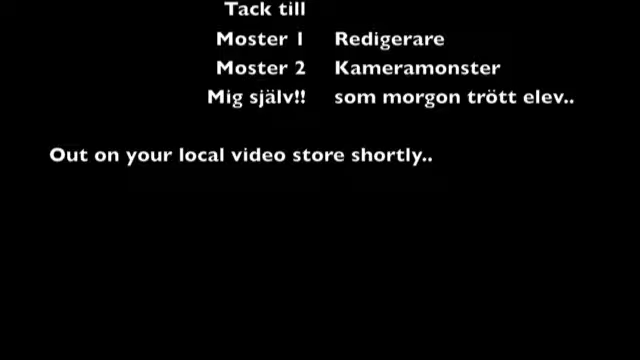 Tack till
Moster 1 Redigerare
Moster 2 Kameramonster
Mig själv!! som morgon trött elev..
Out on your local video store shortly..